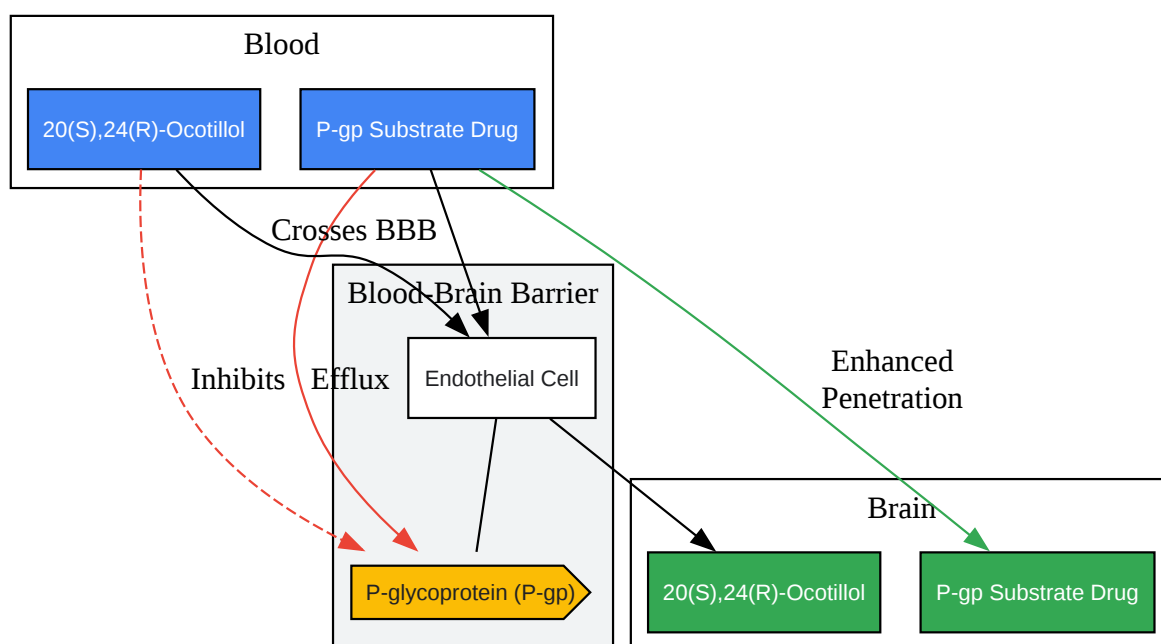 Blood
20(S),24(R)-Ocotillol
P-gp Substrate Drug
Crosses BBB
Blood-Brain Barrier
Inhibits
Efflux
Endothelial Cell
Enhanced
Penetration
Brain
P-glycoprotein (P-gp)
20(S),24(R)-Ocotillol
P-gp Substrate Drug